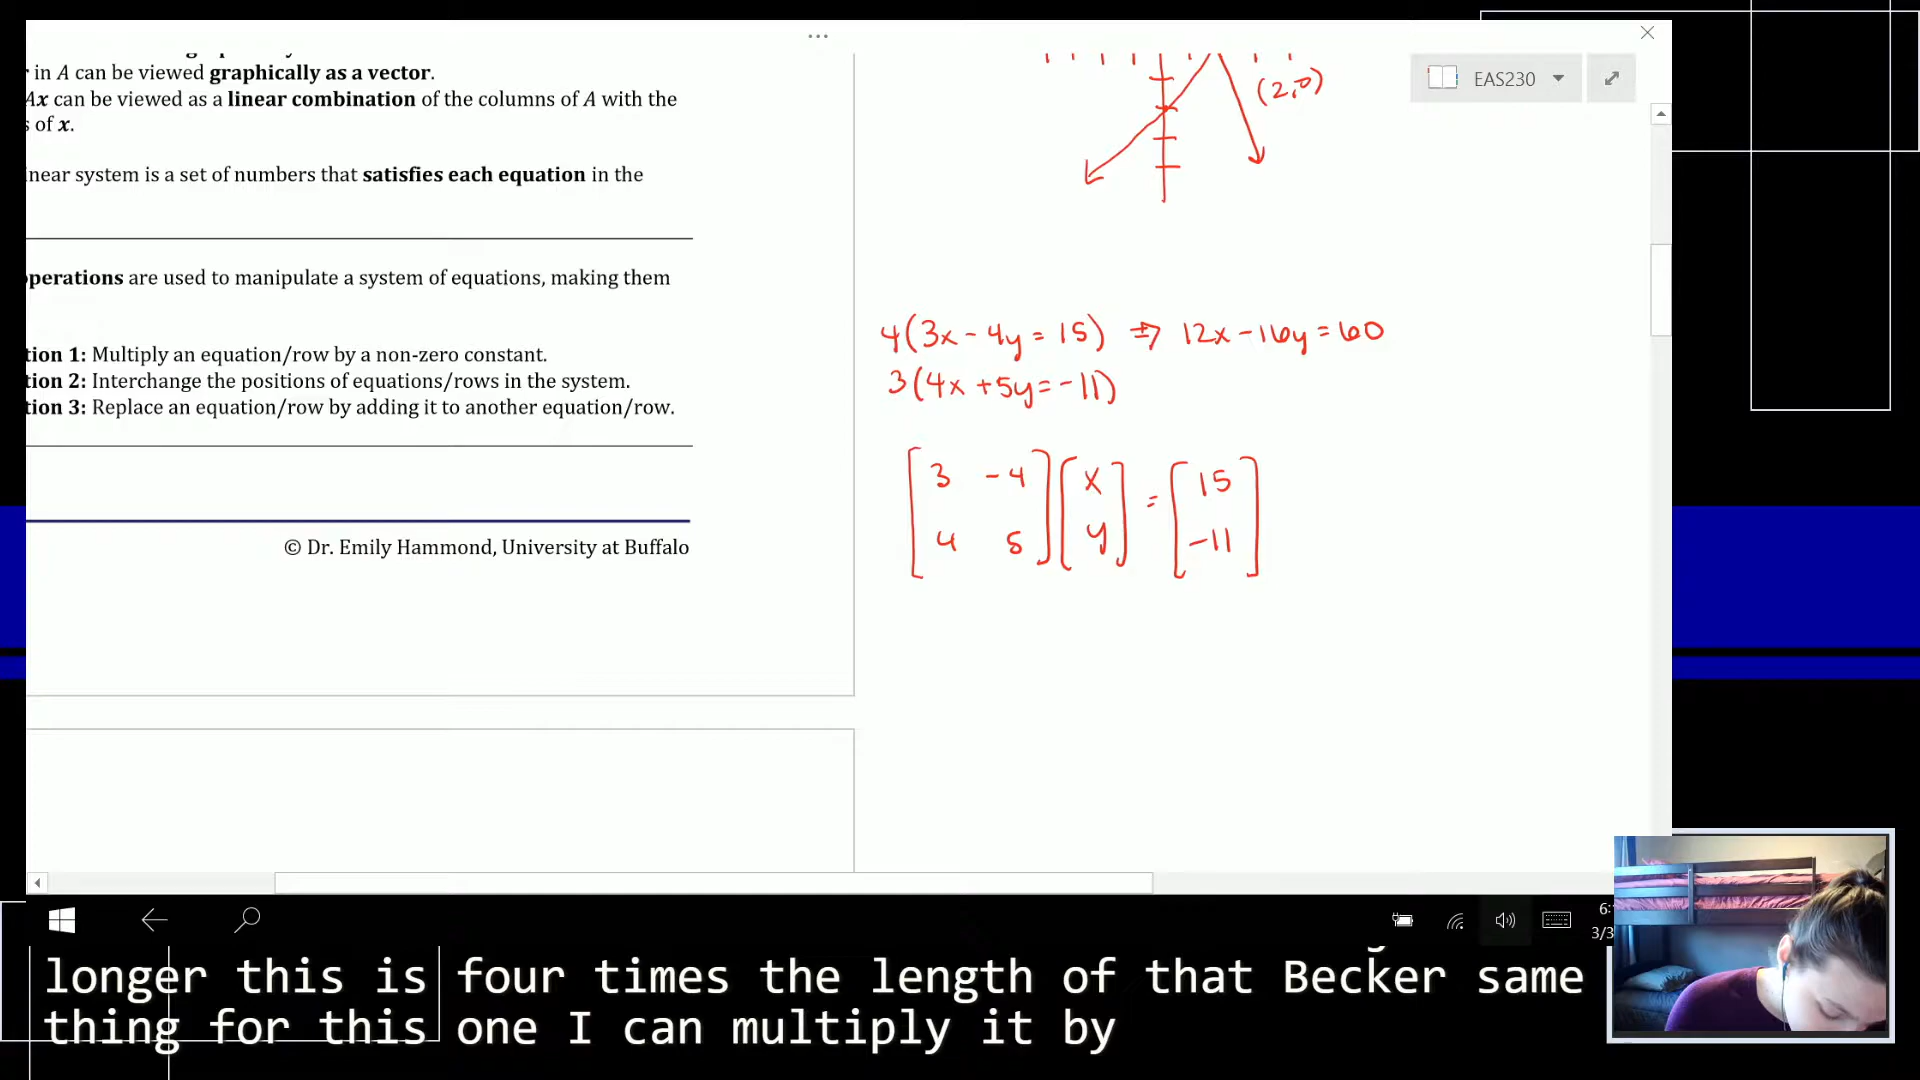 r in A can be viewed graphically as a vector.
Ax can be viewed as a linear combination of the columns of A with the
s of x.
near system is a set of numbers that satisfies each equation in the
operations are used to manipulate a system of equations, making them
tion 1: Multiply an equation/row by a non-zero constant.
tion 2: Interchange the positions of equations/rows in the system.
tion 3: Replace an equation/row by adding it to another equation/row.
© Dr. Emily Hammond, University at Buffalo
EAS230
(2,0)
4(3x - 4y = 15) ⇒ 12x - 16y = 60
3(4x + 5y = -11)
[3 -4] [x] = [15]
[4 5] [y] [-11]
6:
3/3
longer this is four times the length of that Becker same
thing for this one I can multiply it by